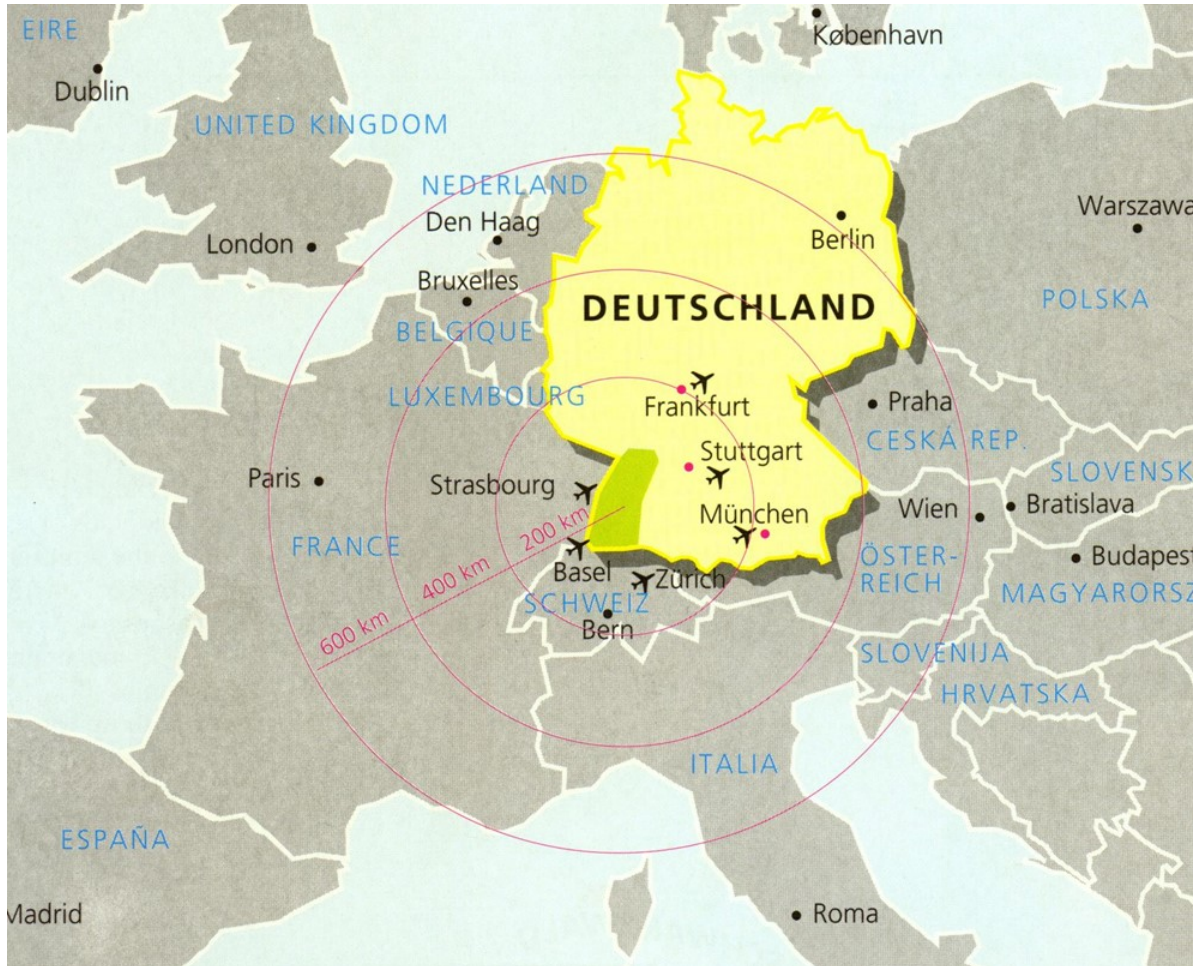 EIRE
Dublin
København
UNITED KINGDOM
NEDERLAND
Den Haag
London
Berlin
Warszawa
Bruxelles
DEUTSCHLAND
POLSKA
BELGIQUE
LUXEMBOURG
Frankfurt
Praha
CESKÁ REP.
Stuttgart
Paris
Strasbourg
SLOVENSK
München
Wien
Bratislava
200 km
FRANCE
400 km
Basel
Zürich
ÖSTER-
REICH
Budapest
SCHWEIZ
MAGYARORSZ
Bern
600 km
SLOVENIJA
HRVATSKA
ITALIA
ESPAÑA
Madrid
Roma